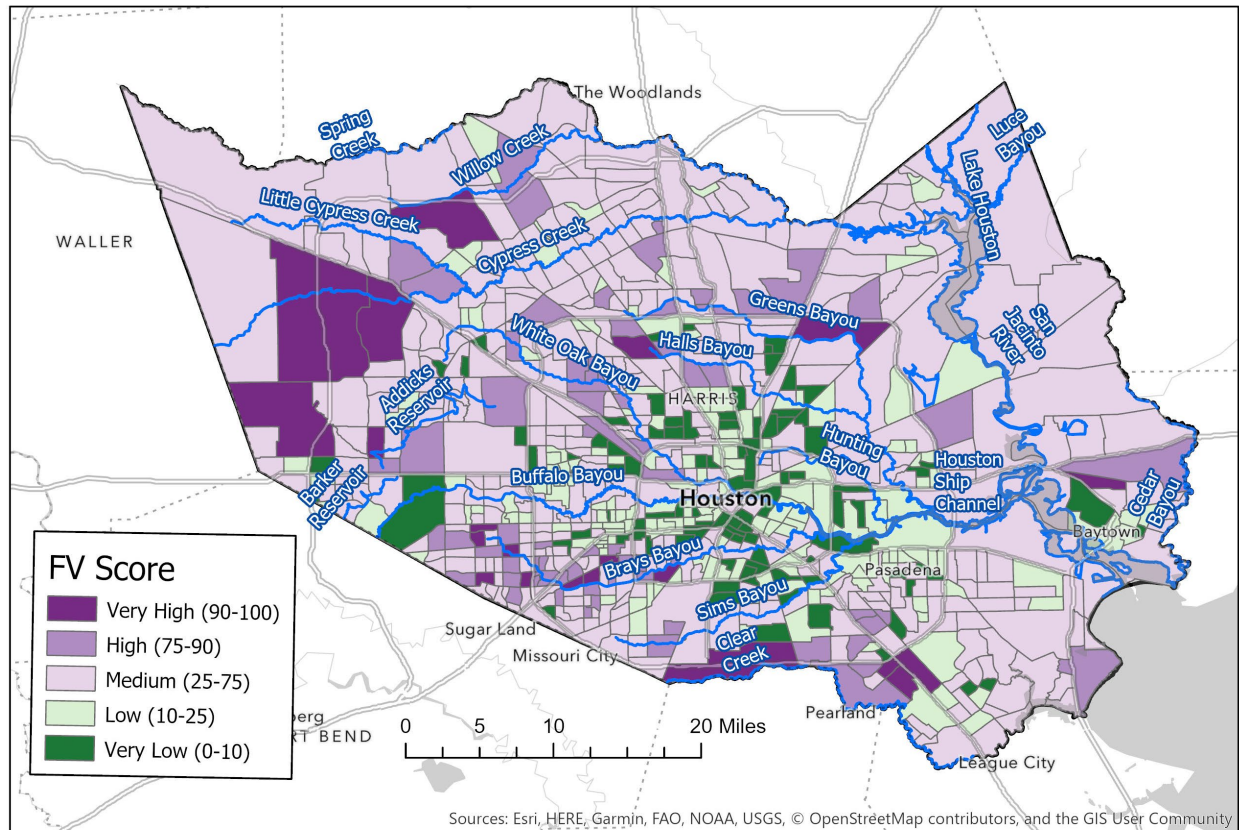 The Woodlands
Spring
Creek
Willow Creek
Luce
Bayou
Lake Houston
Little Cypress Creek
WALLER
Cypress Creek
Greens Bayou
San
Jacinto
River
White Oak Bayou
Halls Bayou
Addicks
Reservoir
HARRIS
Hunting
Bayou
Houston
Ship
Channel
Buffalo Bayou
Barker
Reservoir
Houston
Cedar
Bayou
Baytown
Brays Bayou
Pasadena
Sims Bayou
Sugar Land
Missouri City
Clear
Creek
Pearland
League City
FV Score
Very High (90-100)
High (75-90)
Medium (25-75)
Low (10-25)
Very Low (0-10)
berg
RT BEND
0 5 10 20 Miles
Sources: Esri, HERE, Garmin, FAO, NOAA, USGS, © OpenStreetMap contributors, and the GIS User Community